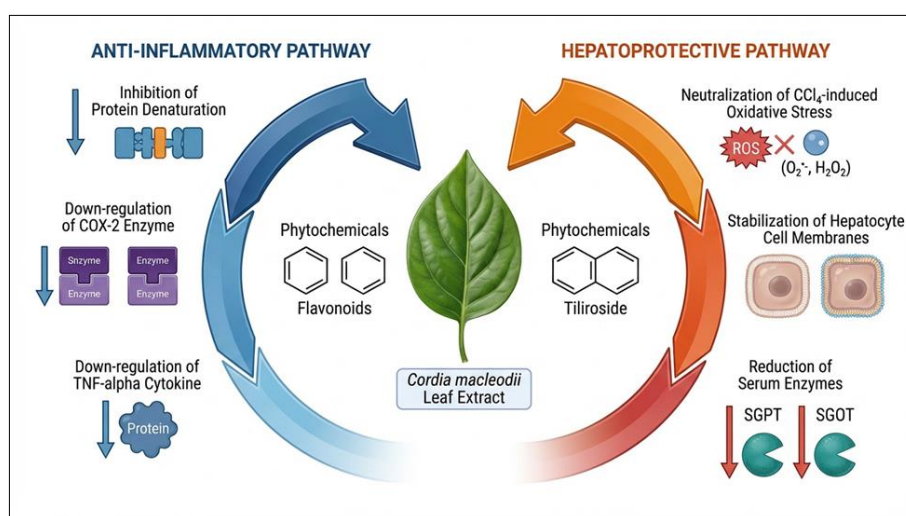 ANTI-INFLAMMATORY PATHWAY
Inhibition of
Protein Denaturation
Down-regulation
of COX-2 Enzyme
Snzyme
Enzyme
Enzyme
Enzyme
Down-regulation of
TNF-alpha Cytokine
Protein
Phytochemicals
Flavonoids
Cordia macleodii
Leaf Extract
Phytochemicals
Tiliroside
HEPATOPROTECTIVE PATHWAY
Neutralization of CCl₄-induced
Oxidative Stress
ROS
(O₂•-, H₂O₂)
Stabilization of Hepatocyte
Cell Membranes
Reduction of
Serum Enzymes
SGPT
SGOT